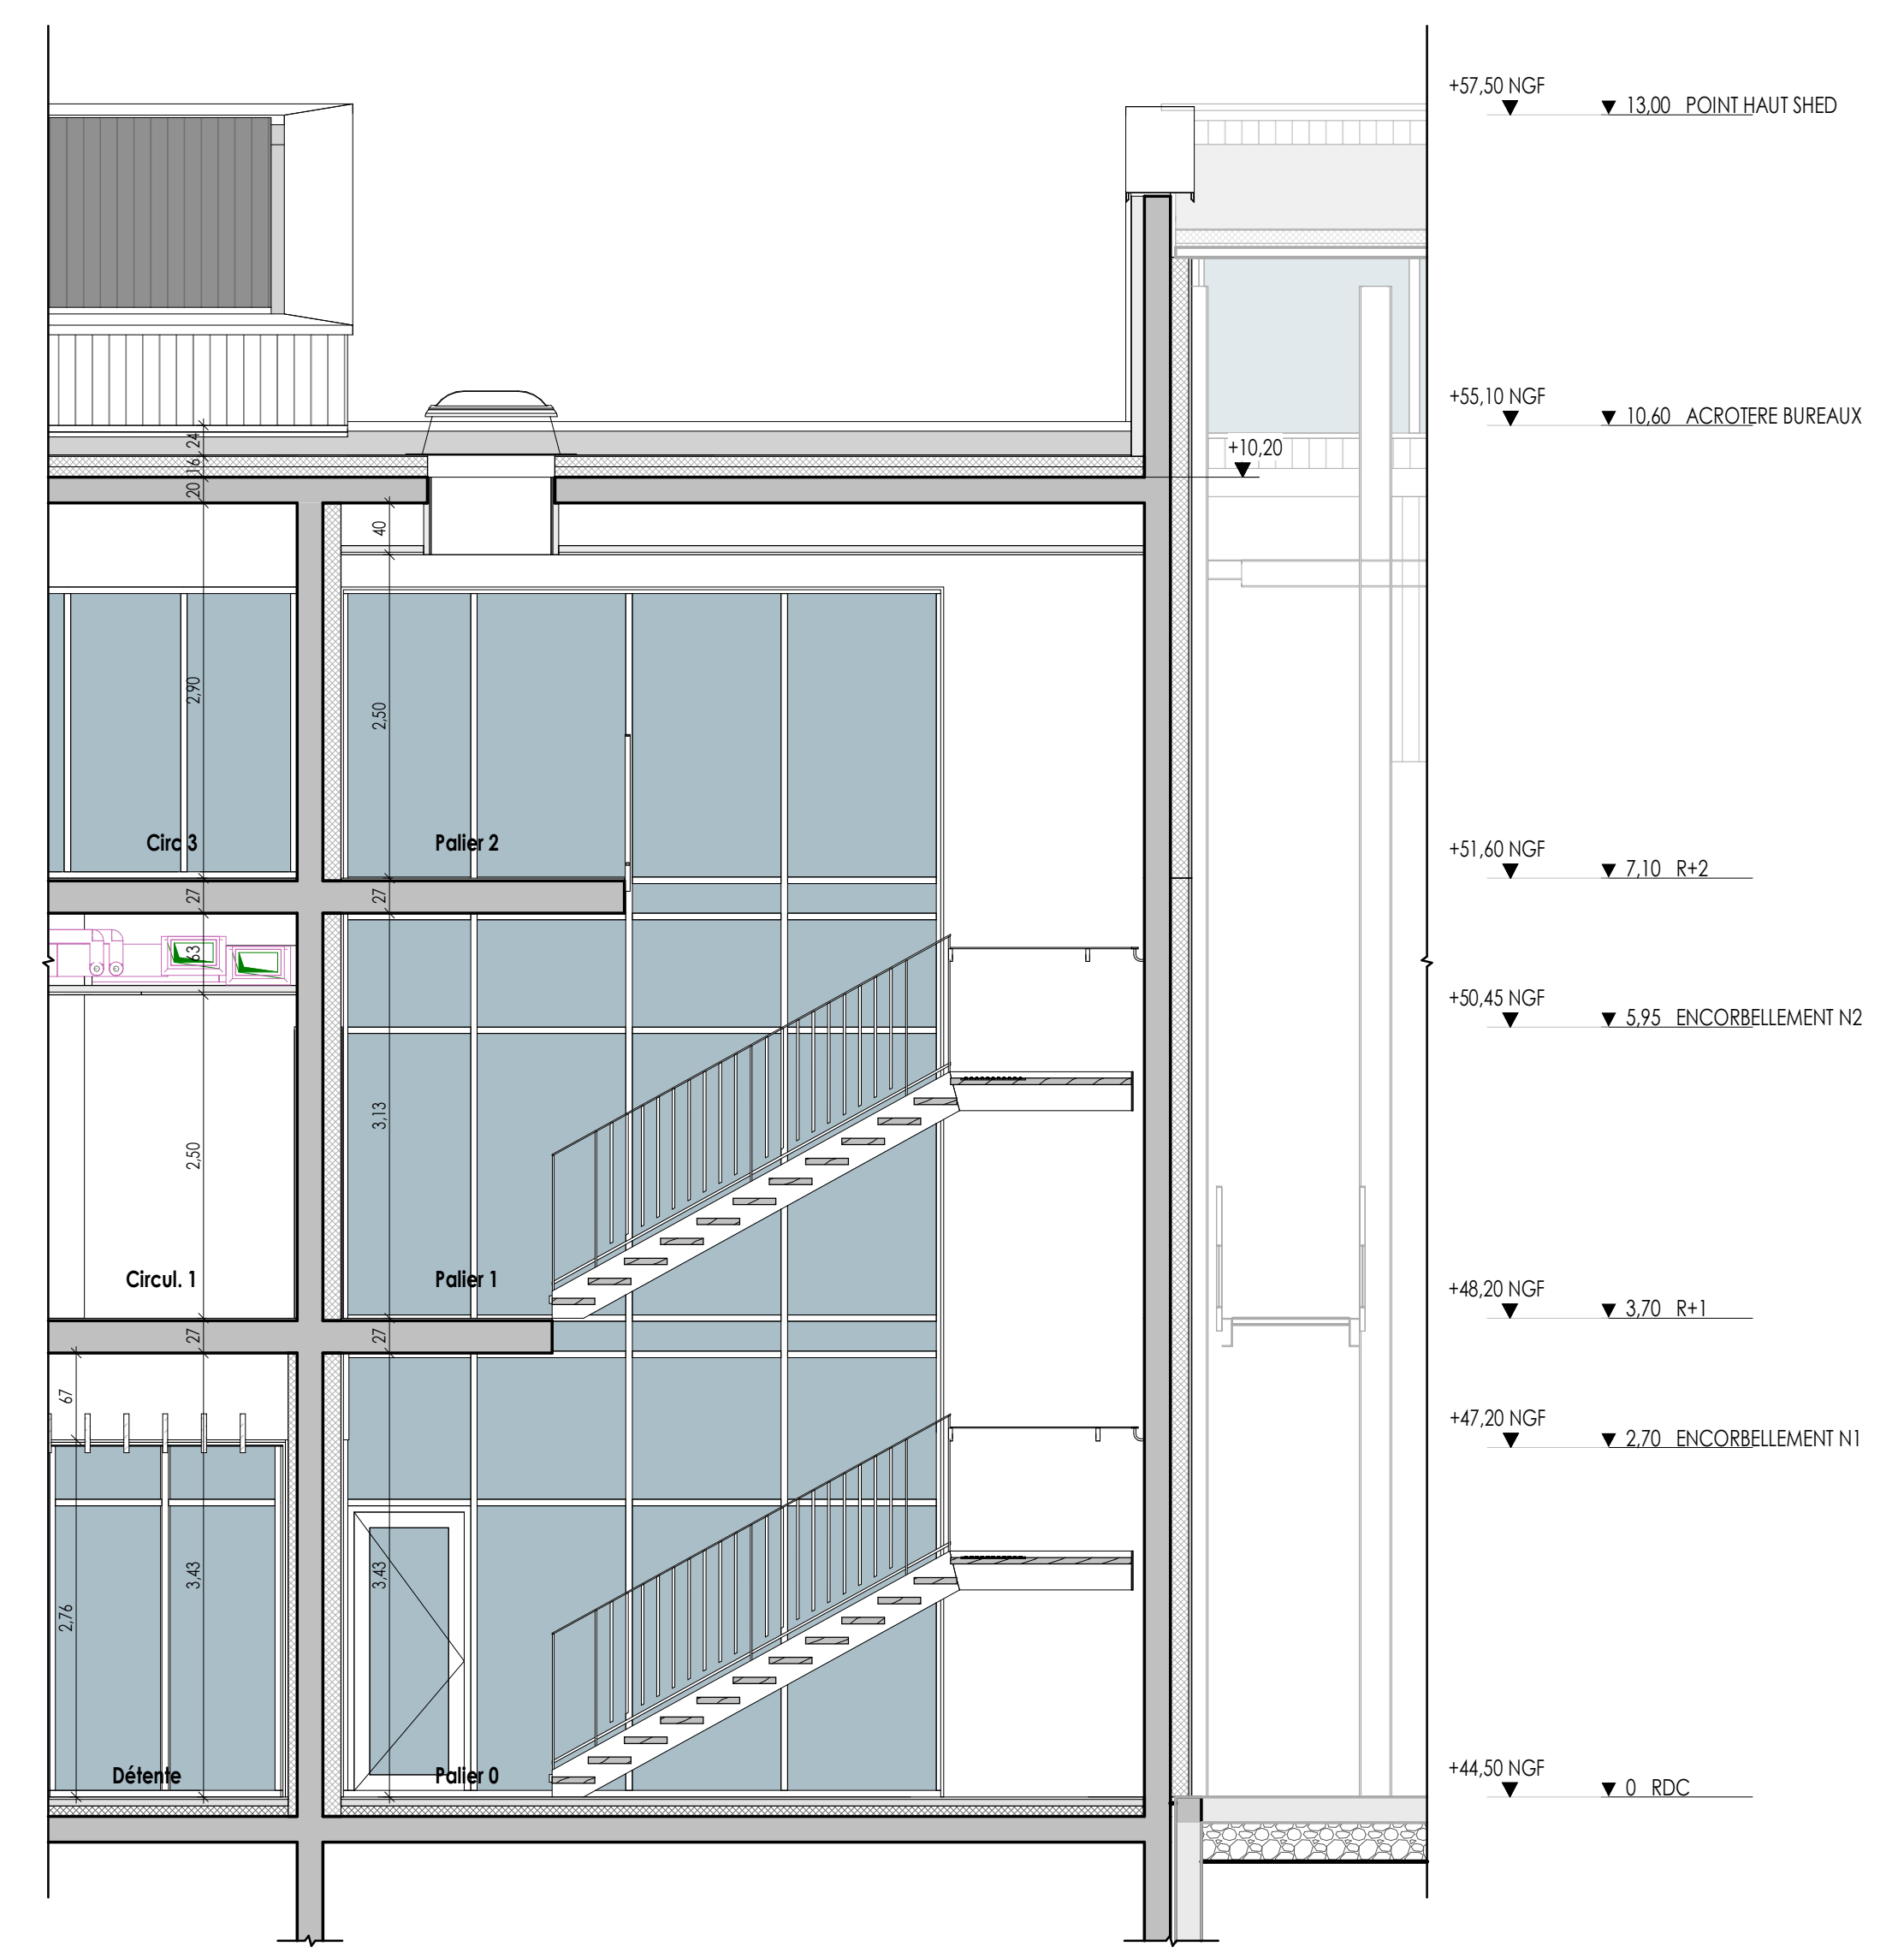 +57,50 NGF
13,00 POINT HAUT SHED
+55,10 NGF
10,60 ACROTERE BUREAUX
24
16
20
+10,20
40
2,90
2,50
Circ 3
Palier 2
+51,60 NGF
7,10 R+2
27
27
63
+50,45 NGF
5,95 ENCORBELLEMENT N2
2,50
3,13
Circul. 1
Palier 1
+48,20 NGF
3,70 R+1
27
27
67
+47,20 NGF
2,70 ENCORBELLEMENT N1
2,76
3,43
3,43
Détente
Palier 0
+44,50 NGF
0 RDC